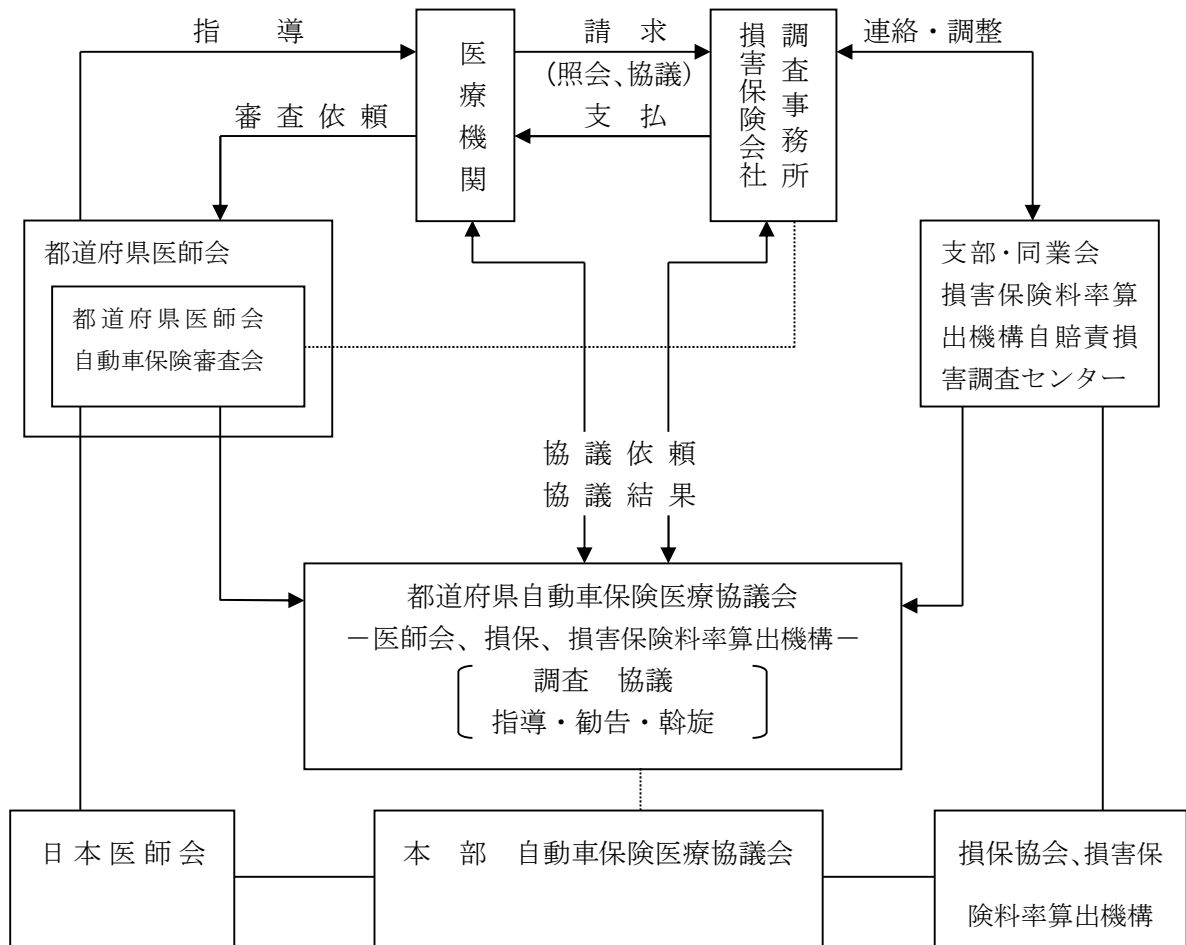 指　導
請　求
(照会、協議)
支　払
連絡・調整
審査依頼
医療機関
調査事務所
損害保険会社
都道府県医師会
都道府県医師会
自動車保険審査会
支部・同業会
損害保険料率算
出機構自賠責損
害調査センター
協議依頼
協議結果
都道府県自動車保険医療協議会
－医師会、損保、損害保険料率算出機構－
調査　協議
指導・勧告・斡旋
日本医師会
本　部　自動車保険医療協議会
損保協会、損害保
険料率算出機構